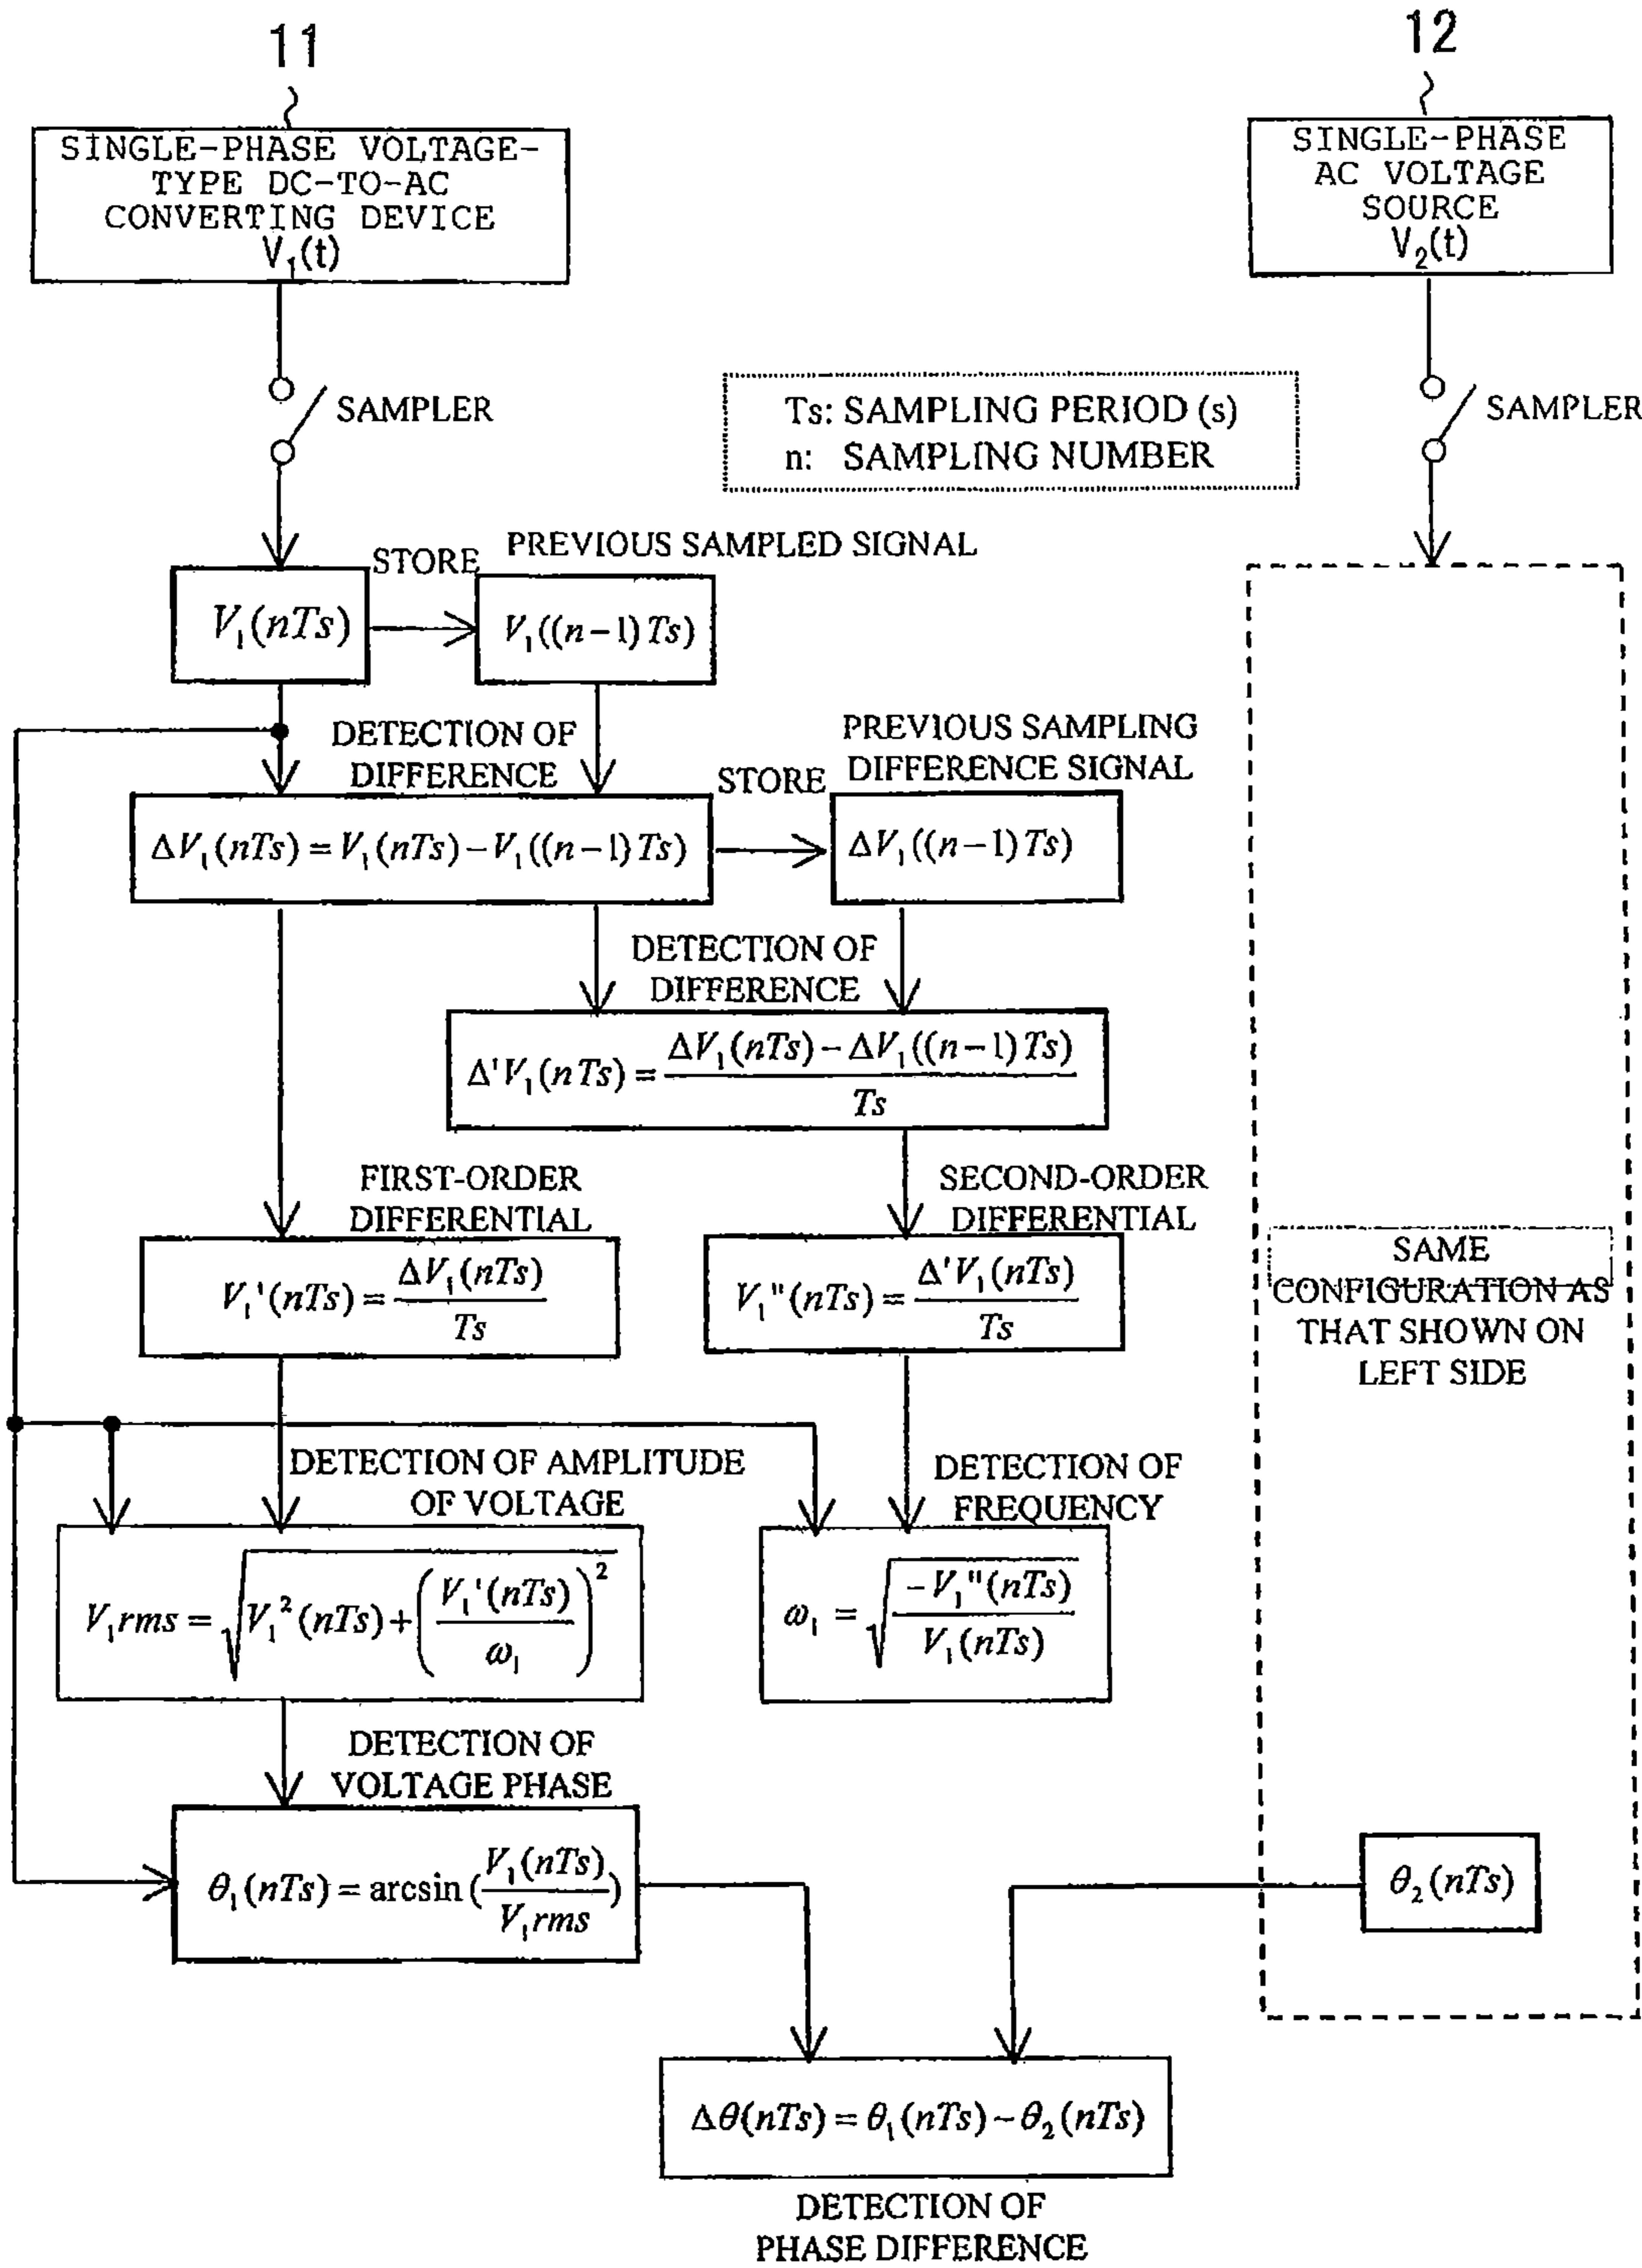 11
SINGLE-PHASE VOLTAGE-
TYPE DC-TO-AC
CONVERTING DEVICE
V₁(t)
12
SINGLE-PHASE
AC VOLTAGE
SOURCE
V₂(t)
SAMPLER
Ts: SAMPLING PERIOD (s)
n: SAMPLING NUMBER
SAMPLER
V₁(nTs)
STORE
PREVIOUS SAMPLED SIGNAL
V₁((n−1)Ts)
DETECTION OF
DIFFERENCE
ΔV₁(nTs) = V₁(nTs) − V₁((n−1)Ts)
STORE
PREVIOUS SAMPLING
DIFFERENCE SIGNAL
ΔV₁((n−1)Ts)
DETECTION OF
DIFFERENCE
Δ'V₁(nTs) = (ΔV₁(nTs) − ΔV₁((n−1)Ts)) / Ts
FIRST-ORDER
DIFFERENTIAL
V₁'(nTs) = ΔV₁(nTs) / Ts
SECOND-ORDER
DIFFERENTIAL
V₁''(nTs) = Δ'V₁(nTs) / Ts
SAME
CONFIGURATION AS
THAT SHOWN ON
LEFT SIDE
DETECTION OF AMPLITUDE
OF VOLTAGE
V₁rms = √(V₁²(nTs) + (V₁'(nTs) / ω₁)²)
DETECTION OF
FREQUENCY
ω₁ = √(−V₁''(nTs) / V₁(nTs))
DETECTION OF
VOLTAGE PHASE
θ₁(nTs) = arcsin(V₁(nTs) / V₁rms)
θ₂(nTs)
Δθ(nTs) = θ₁(nTs) − θ₂(nTs)
DETECTION OF
PHASE DIFFERENCE